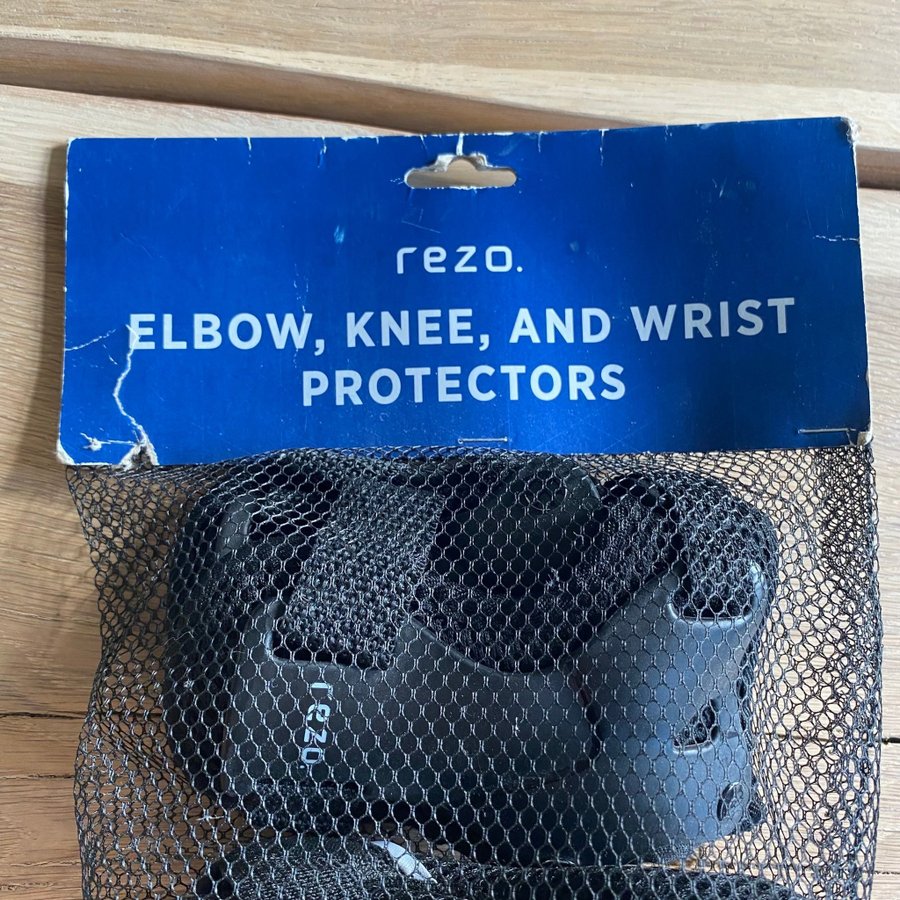 rezo.
ELBOW, KNEE, AND WRIST
PROTECTORS
rezo.